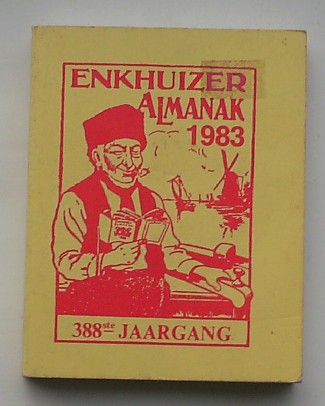 ENKHUIZER
ALMANAK
1983
388ste JAARGANG